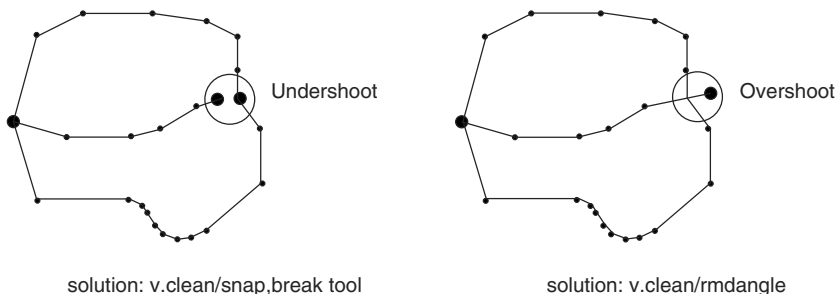 Undershoot
Overshoot
solution: v.clean/snap,break tool
solution: v.clean/rmdangle